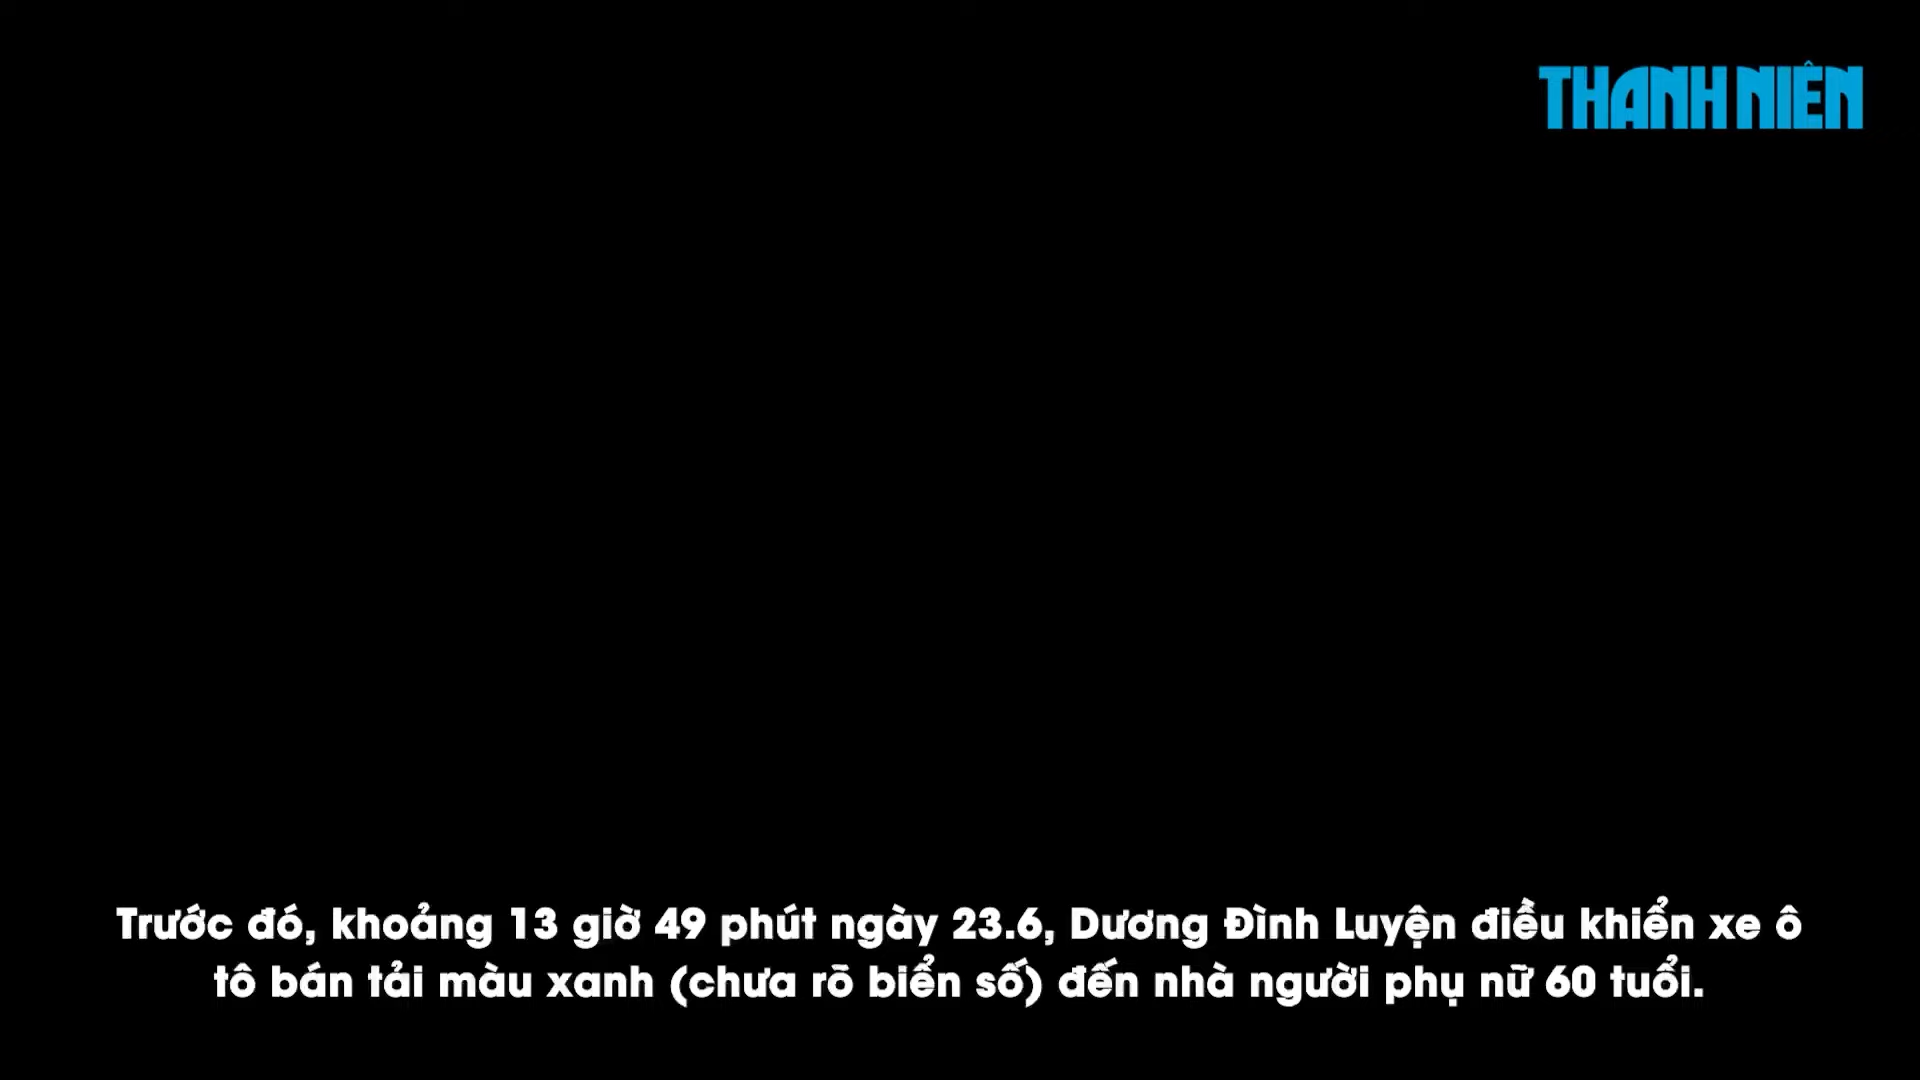 THANH NIÊN
Trước đó, khoảng 13 giờ 49 phút ngày 23.6, Dương Đình Luyện điều khiển xe ô
tô bán tải màu xanh (chưa rõ biển số) đến nhà người phụ nữ 60 tuổi.